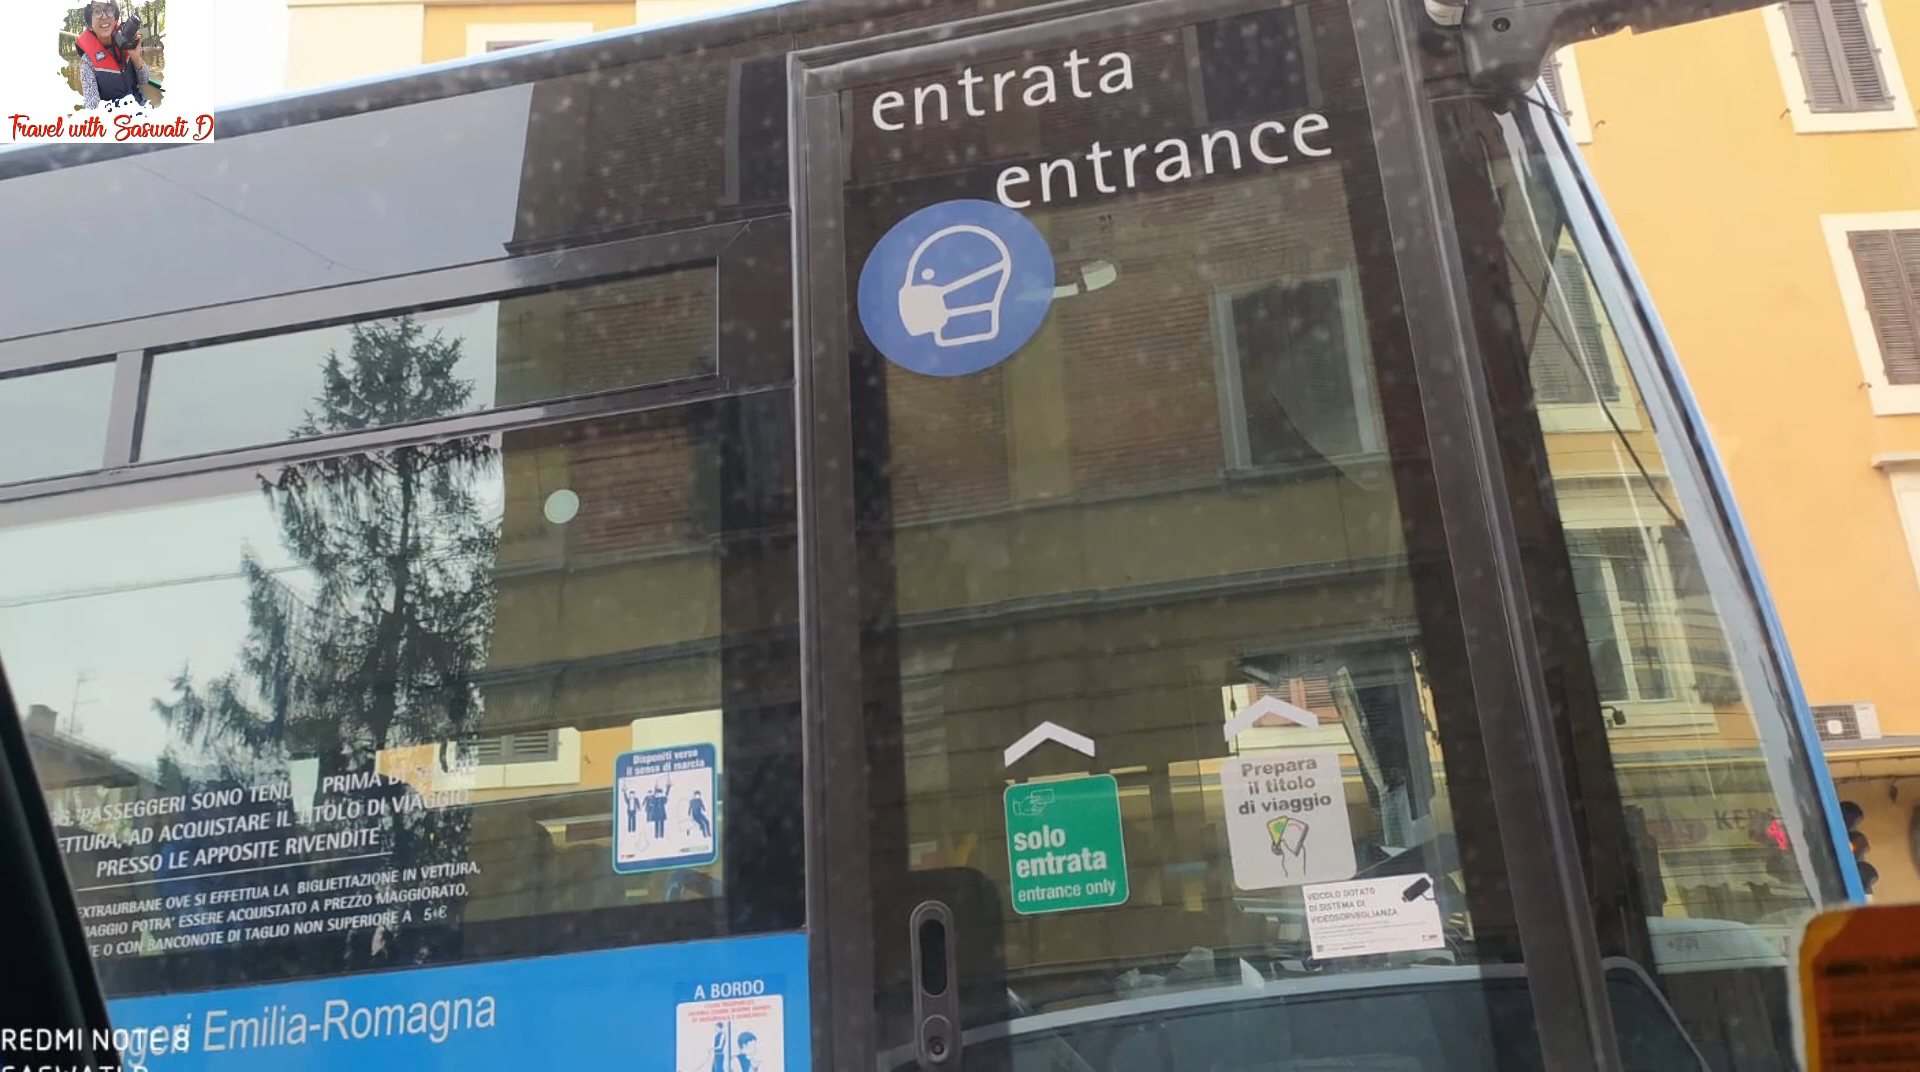 Travel with Saswati D
entrata
entrance
PRIMA DI
PASSEGGERI SONO
AD ACQUISTARE IL TITOLO DI VIAGGIO
PRESSO LE APPOSITE RIVENDITE
EXTRAURBANE OVE SI EFFETTUA LA BIGLIETTAZIONE IN VETTURA,
POTRA' ESSERE ACQUISTATO A PREZZO MAGGIORATO,
O CON BANCONOTE DI TAGLIO NON SUPERIORE A 5 €
Disponiti verso
il senso di marcia
solo
entrata
entrance only
Prepara
il titolo
di viaggio
VEICOLO DOTATO
DI SISTEMA DI
VIDEOSORVEGLIANZA
Emilia-Romagna
A BORDO
REDMI NOTE 8